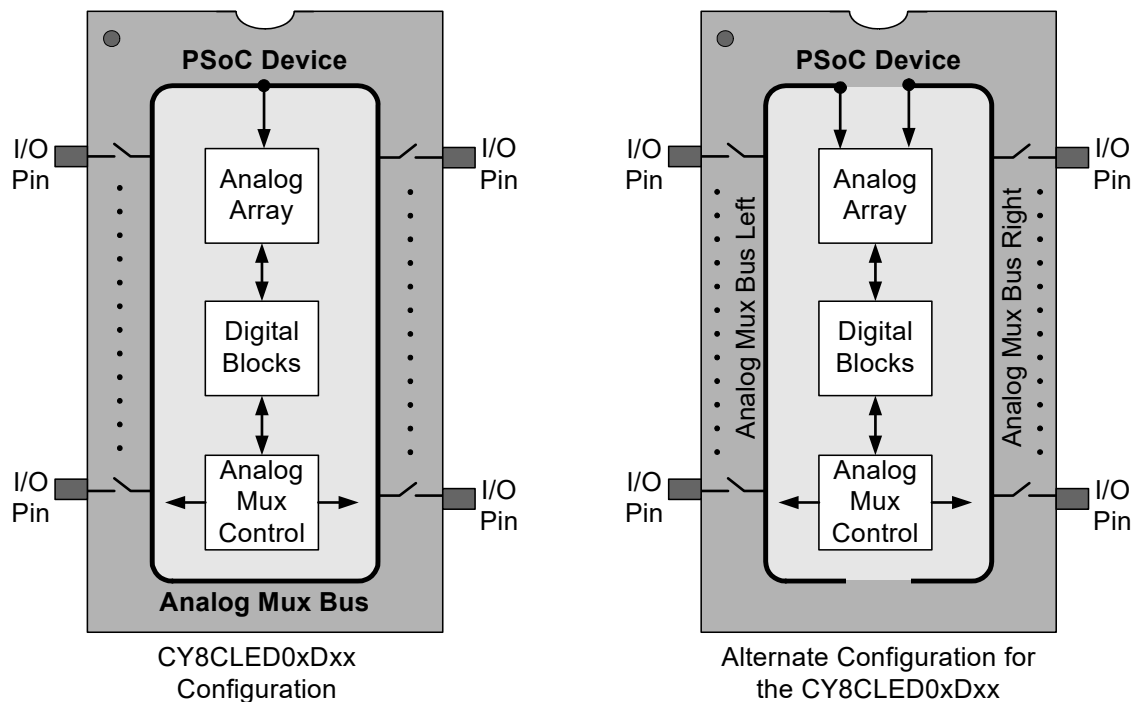 PSoC Device
I/O
Pin
I/O
Pin
Analog
Array
Digital
Blocks
I/O
Pin
I/O
Pin
Analog
Mux
Control
Analog Mux Bus
CY8CLED0xDxx
Configuration
PSoC Device
I/O
Pin
I/O
Pin
Analog
Array
Analog Mux Bus Left
Analog Mux Bus Right
Digital
Blocks
I/O
Pin
I/O
Pin
Analog
Mux
Control
Alternate Configuration for
the CY8CLED0xDxx